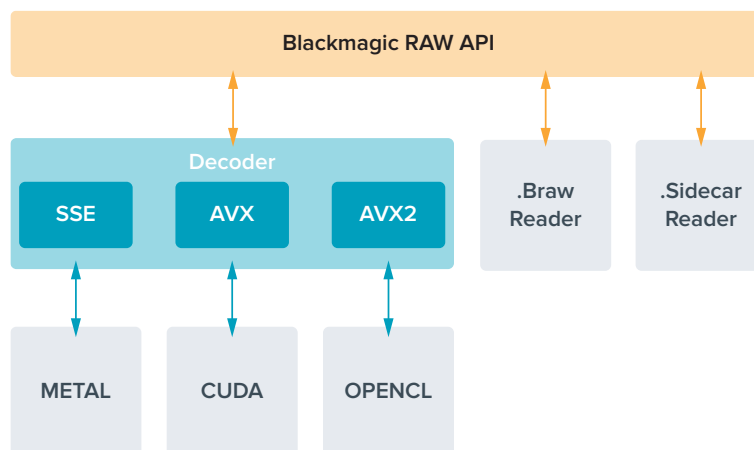 Blackmagic RAW API
Decoder
SSE
AVX
AVX2
.Braw
Reader
.Sidecar
Reader
METAL
CUDA
OPENCL